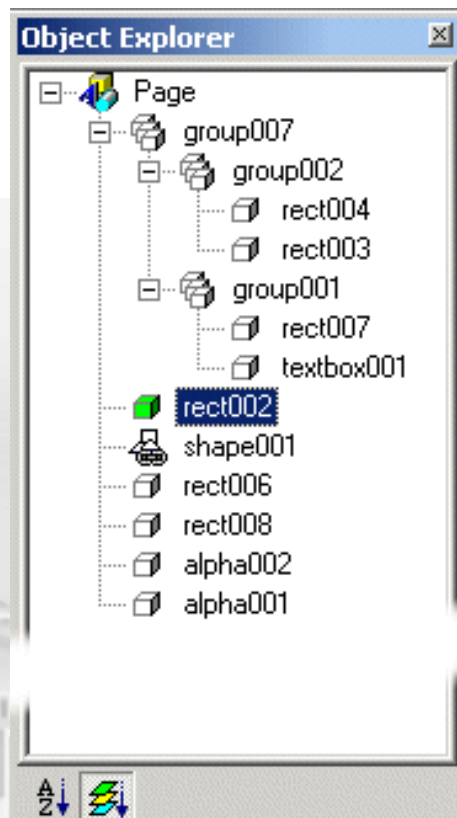 Object Explorer
Page
group007
group002
rect004
rect003
group001
rect007
textbox001
rect002
shape001
rect006
rect008
alpha002
alpha001
A
Z